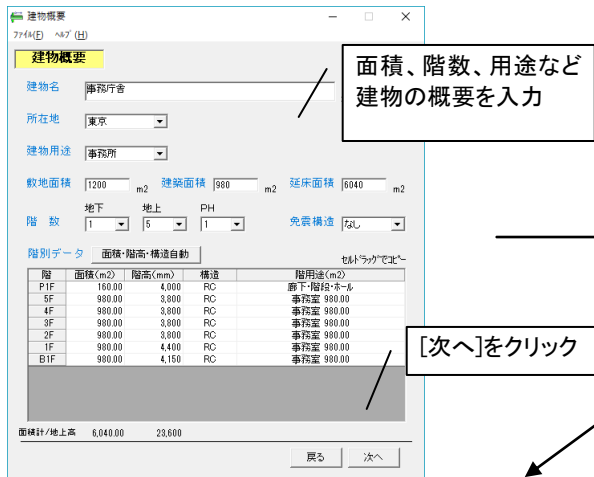 建物概要
ファイル(F) ヘルプ(H)
建物概要
面積、階数、用途など
建物の概要を入力
建物名 事務庁舎
所在地 東京
建物用途 事務所
敷地面積 1200 m2 建築面積 980 m2 延床面積 6040 m2
地下 地上 PH
階 数 1 5 1 免震構造 なし
階別データ 面積・階高・構造自動 セルドラッグでコピー
階 面積(m2) 階高(mm) 構造 階用途(m2)
P1F 160.00 4,000 RC 廊下・階段・ホール
5F 980.00 3,800 RC 事務室 980.00
4F 980.00 3,800 RC 事務室 980.00
3F 980.00 3,800 RC 事務室 980.00
2F 980.00 3,800 RC 事務室 980.00
1F 980.00 4,400 RC 事務室 980.00
B1F 980.00 4,150 RC 事務室 980.00
[次へ]をクリック
面積計/地上高 6,040.00 23,600
戻る 次へ